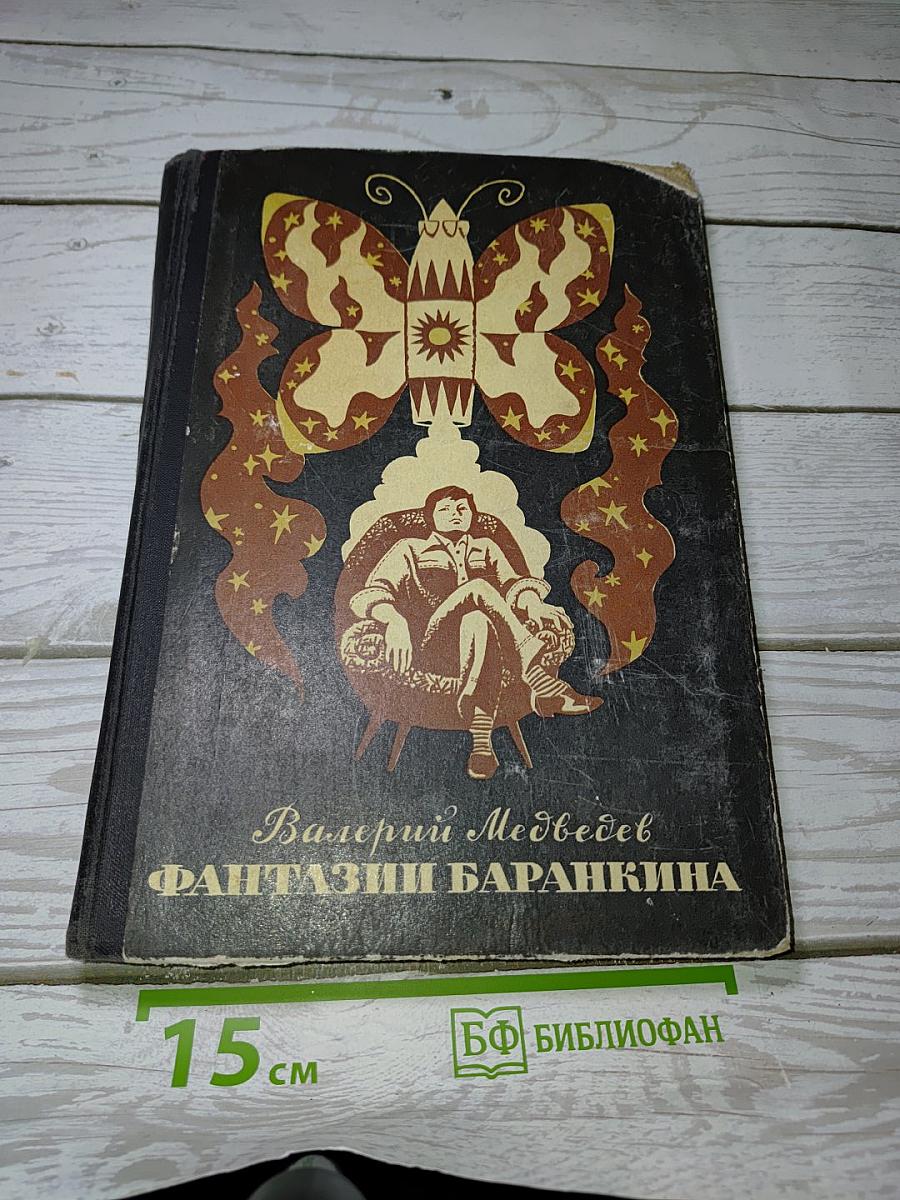 Валерий Медведев
ФАНТАЗИИ БАРАНКИНА
15 см
БФ БИБЛИОФАН